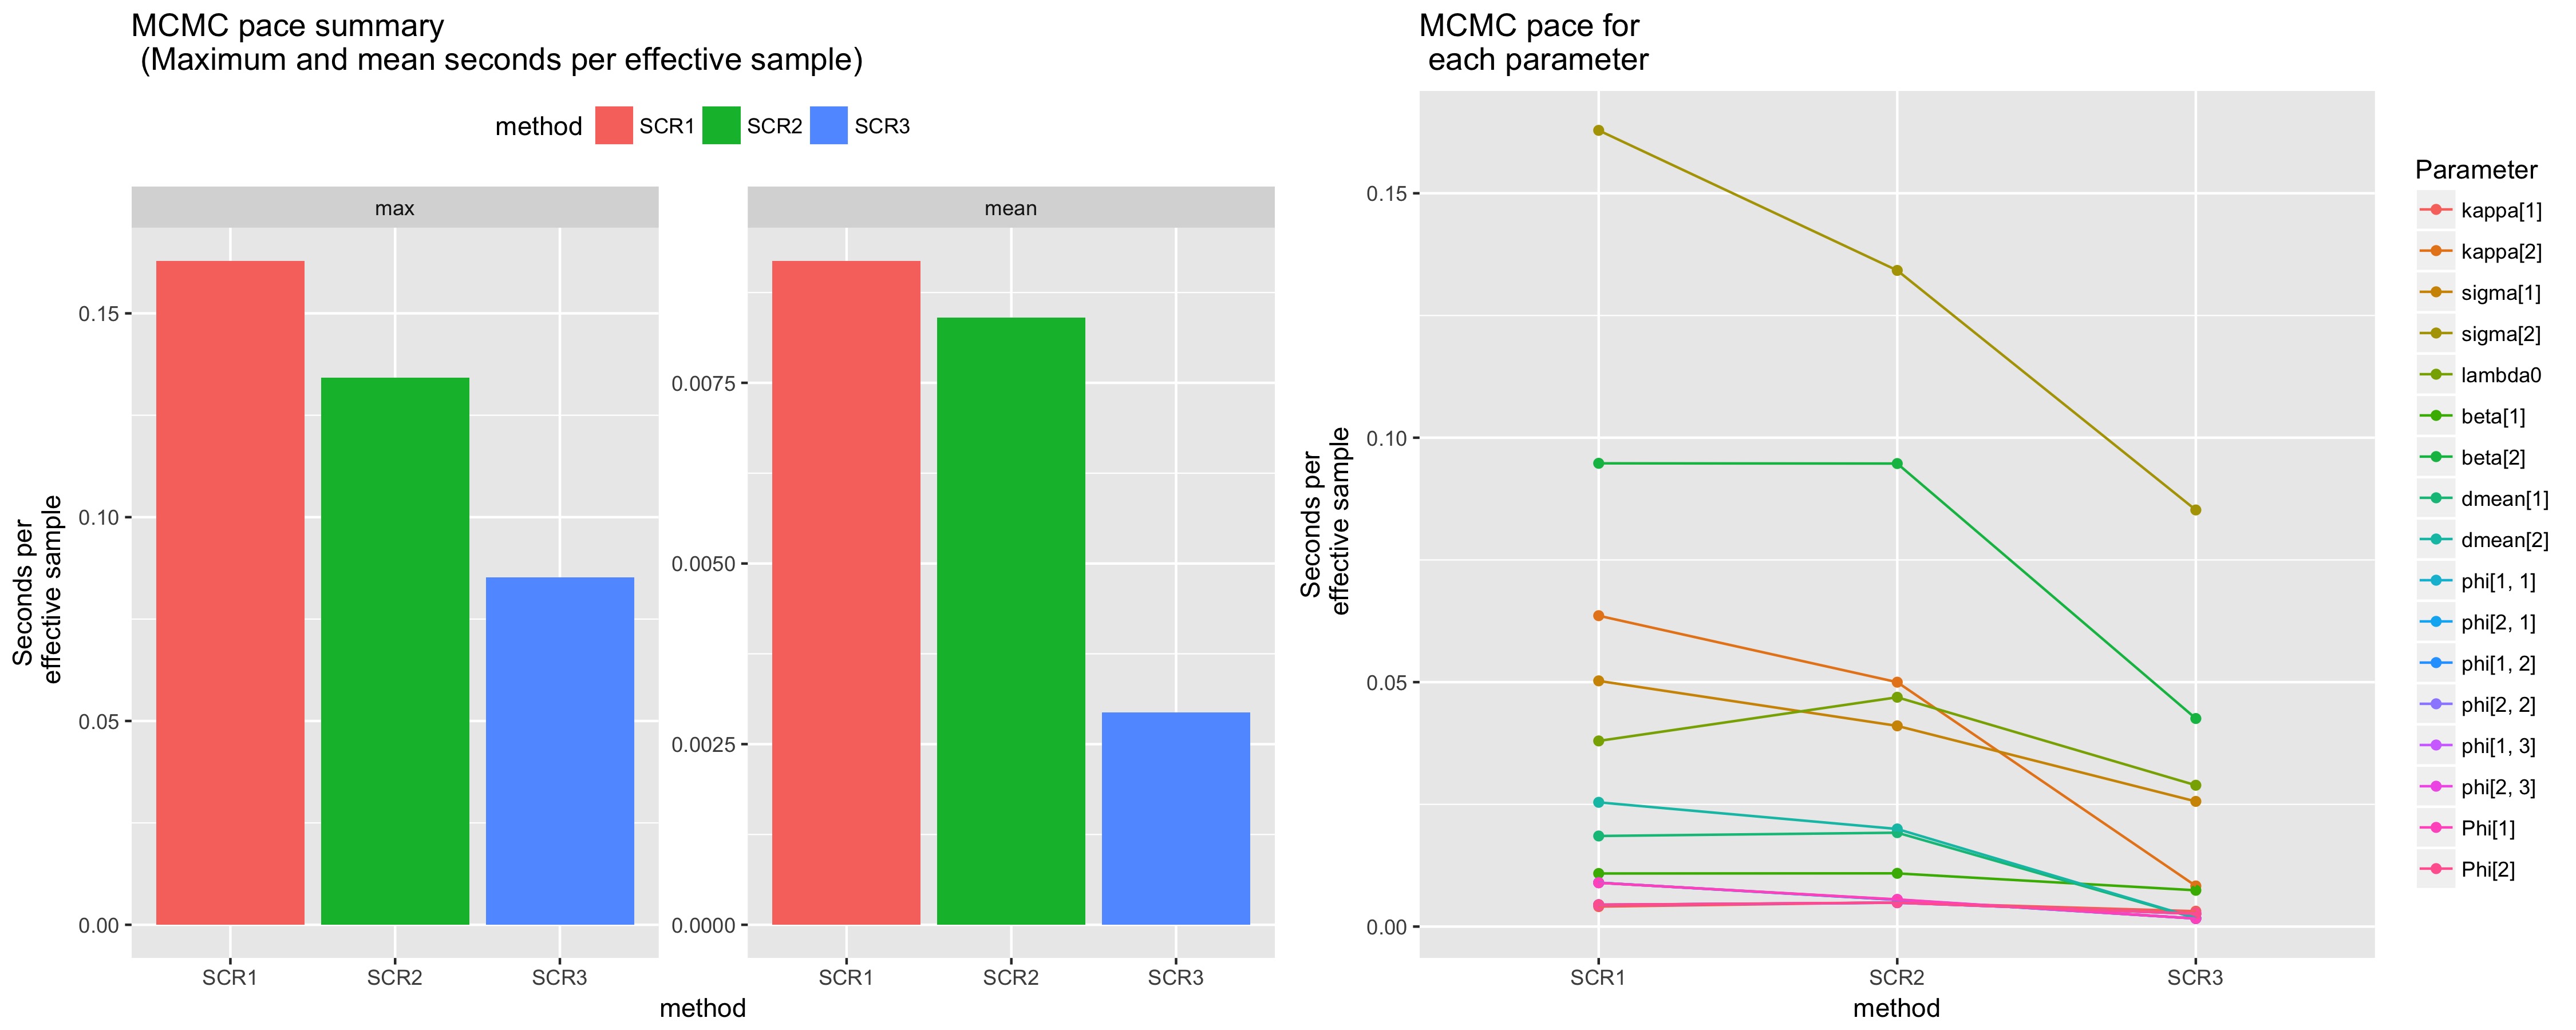 MCMC pace summary
(Maximum and mean seconds per effective sample)
method SCR1 SCR2 SCR3
max
mean
Seconds per
effective sample
0.15
0.10
0.05
0.00
0.0075
0.0050
0.0025
0.0000
SCR1 SCR2 SCR3
SCR1 SCR2 SCR3
method
MCMC pace for
each parameter
Seconds per
effective sample
0.15
0.10
0.05
0.00
SCR1 SCR2 SCR3
method
Parameter
kappa[1]
kappa[2]
sigma[1]
sigma[2]
lambda0
beta[1]
beta[2]
dmean[1]
dmean[2]
phi[1, 1]
phi[2, 1]
phi[1, 2]
phi[2, 2]
phi[1, 3]
phi[2, 3]
Phi[1]
Phi[2]